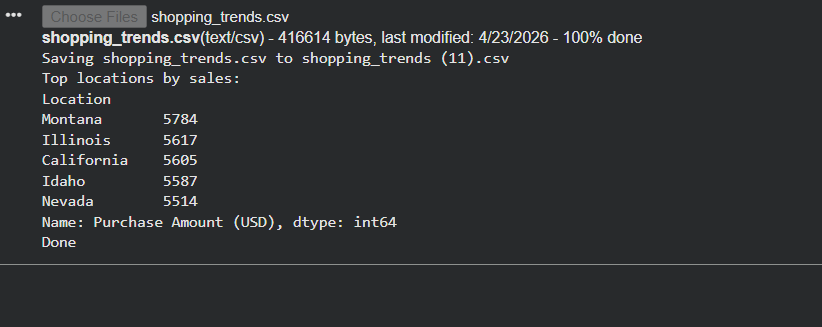 Choose Files shopping_trends.csv
shopping_trends.csv(text/csv) - 416614 bytes, last modified: 4/23/2026 - 100% done
Saving shopping_trends.csv to shopping_trends (11).csv
Top locations by sales:
Location
Montana 5784
Illinois 5617
California 5605
Idaho 5587
Nevada 5514
Name: Purchase Amount (USD), dtype: int64
Done